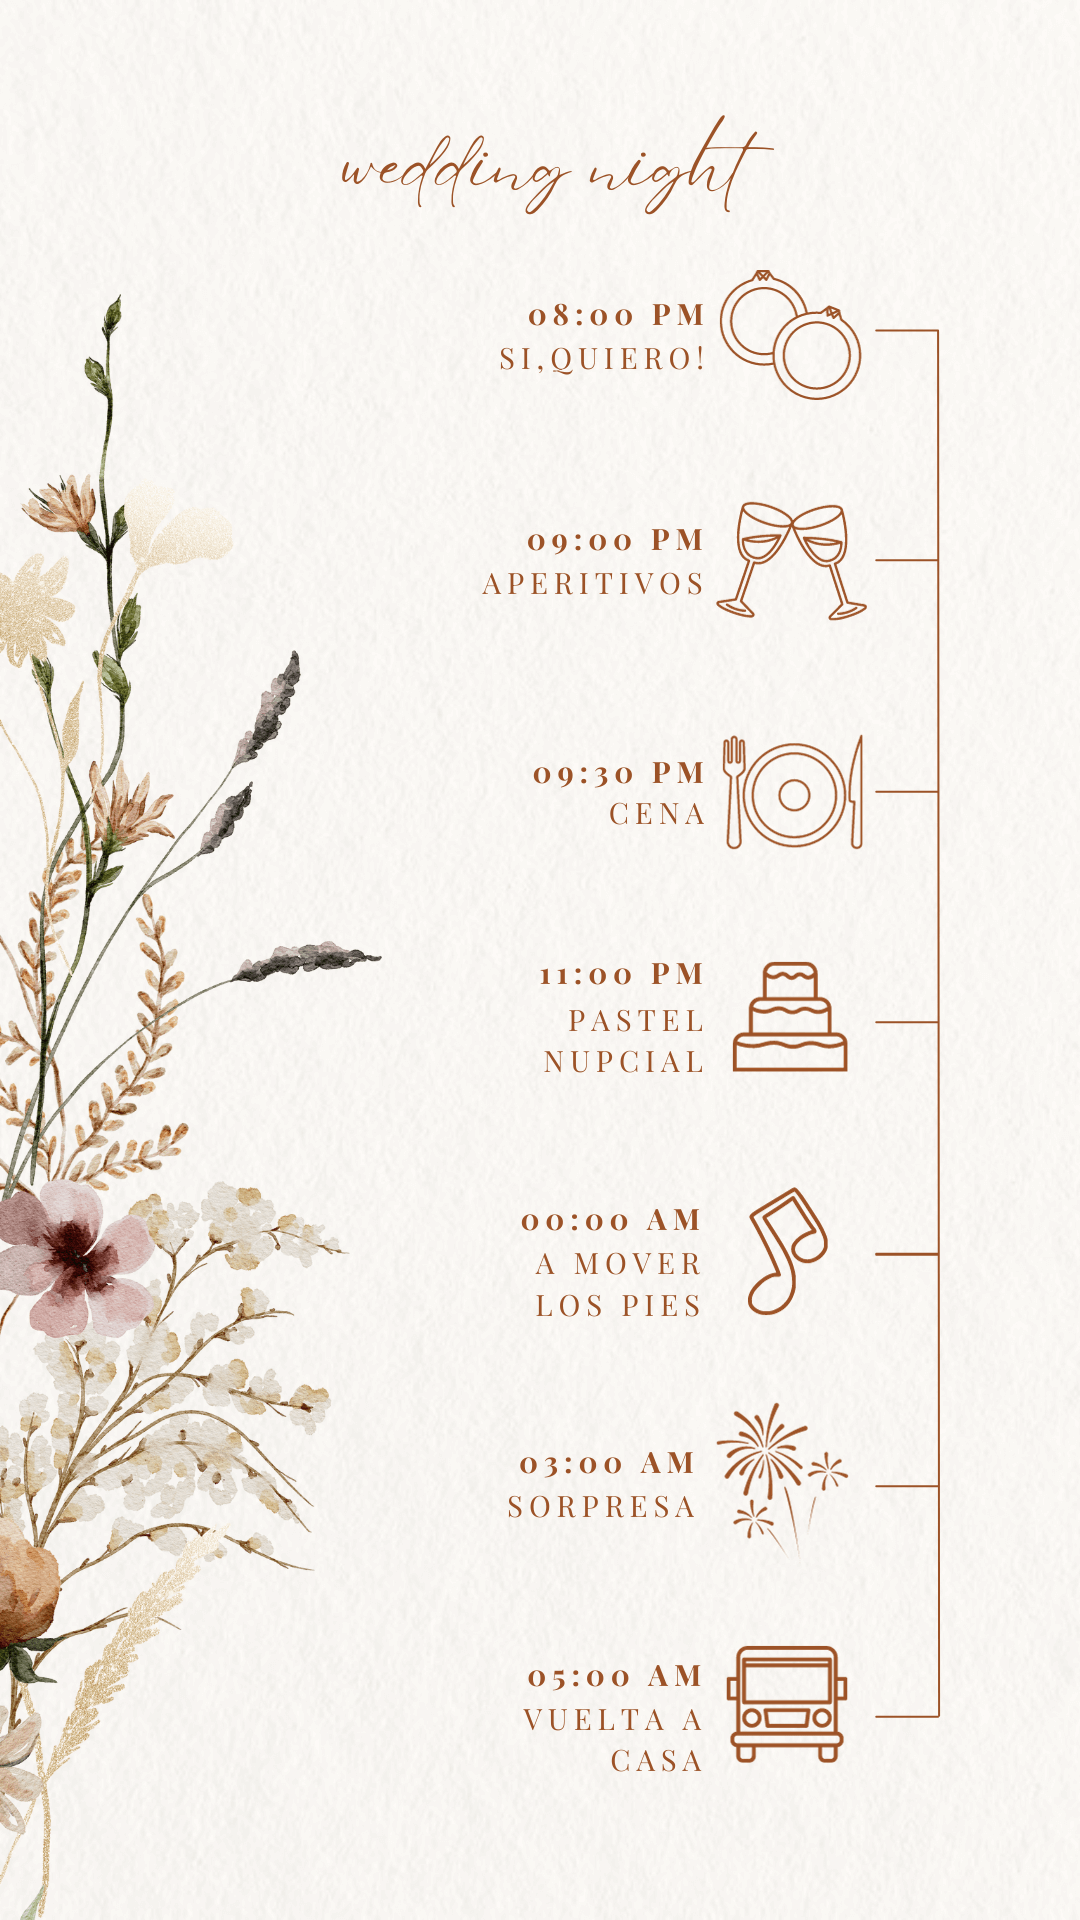 wedding night
08:00 PM
SI,QUIERO!
09:00 PM
APERITIVOS
09:30 PM
CENA
11:00 PM
PASTEL
NUPCIAL
00:00 AM
A MOVER
LOS PIES
03:00 AM
SORPRESA
05:00 AM
VUELTA A
CASA